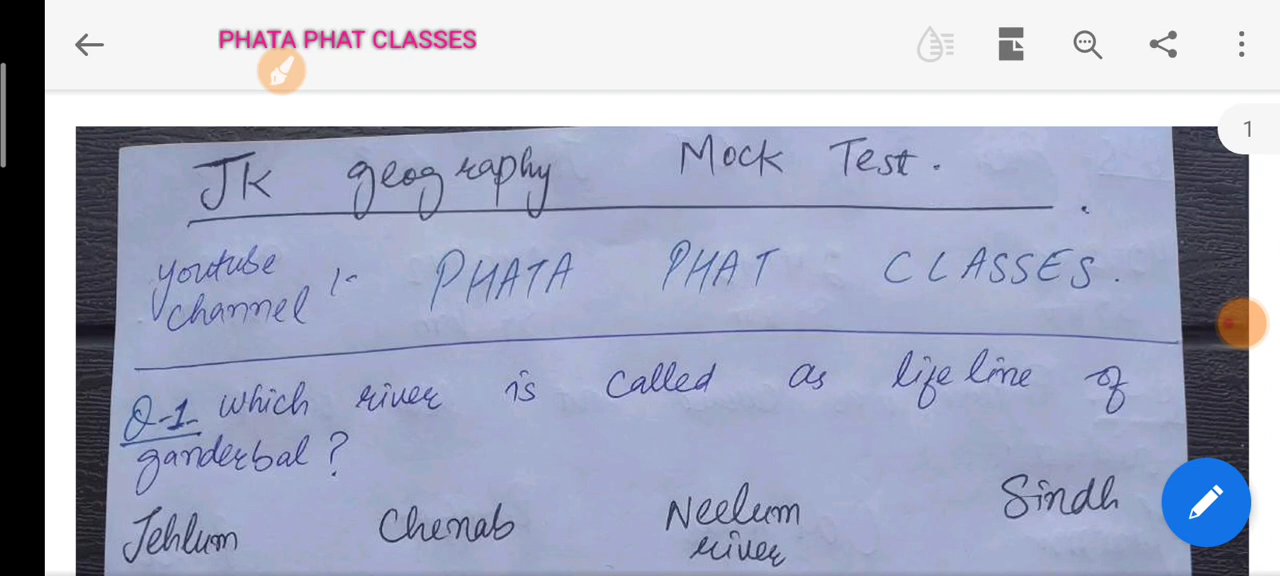 PHATA PHAT CLASSES
1
JK geography Mock Test.
youtube channel :- PHATA PHAT CLASSES.
Q-1- which river is called as life line of
ganderbal?
Jehlum Chenab Neelum river Sindh